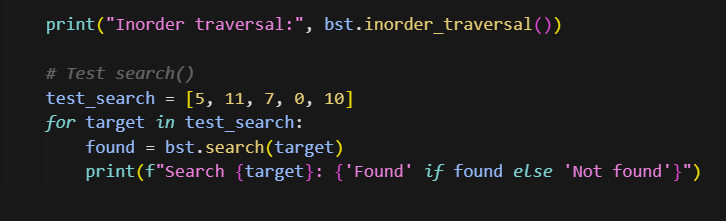 print("Inorder traversal:", bst.inorder_traversal())
# Test search()
test_search = [5, 11, 7, 0, 10]
for target in test_search:
found = bst.search(target)
print(f"Search {target}: {'Found' if found else 'Not found'}")